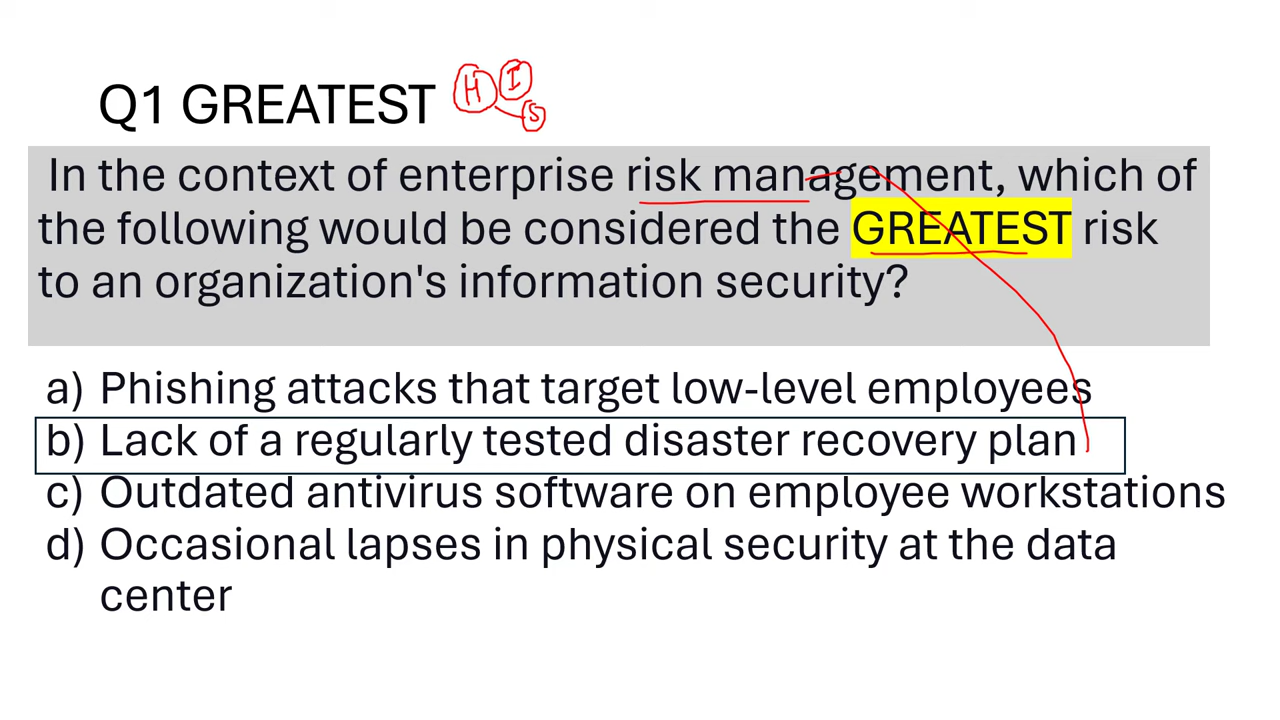 Q1 GREATEST H I S
In the context of enterprise risk management, which of
the following would be considered the GREATEST risk
to an organization's information security?
a) Phishing attacks that target low-level employees
b) Lack of a regularly tested disaster recovery plan
c) Outdated antivirus software on employee workstations
d) Occasional lapses in physical security at the data
center